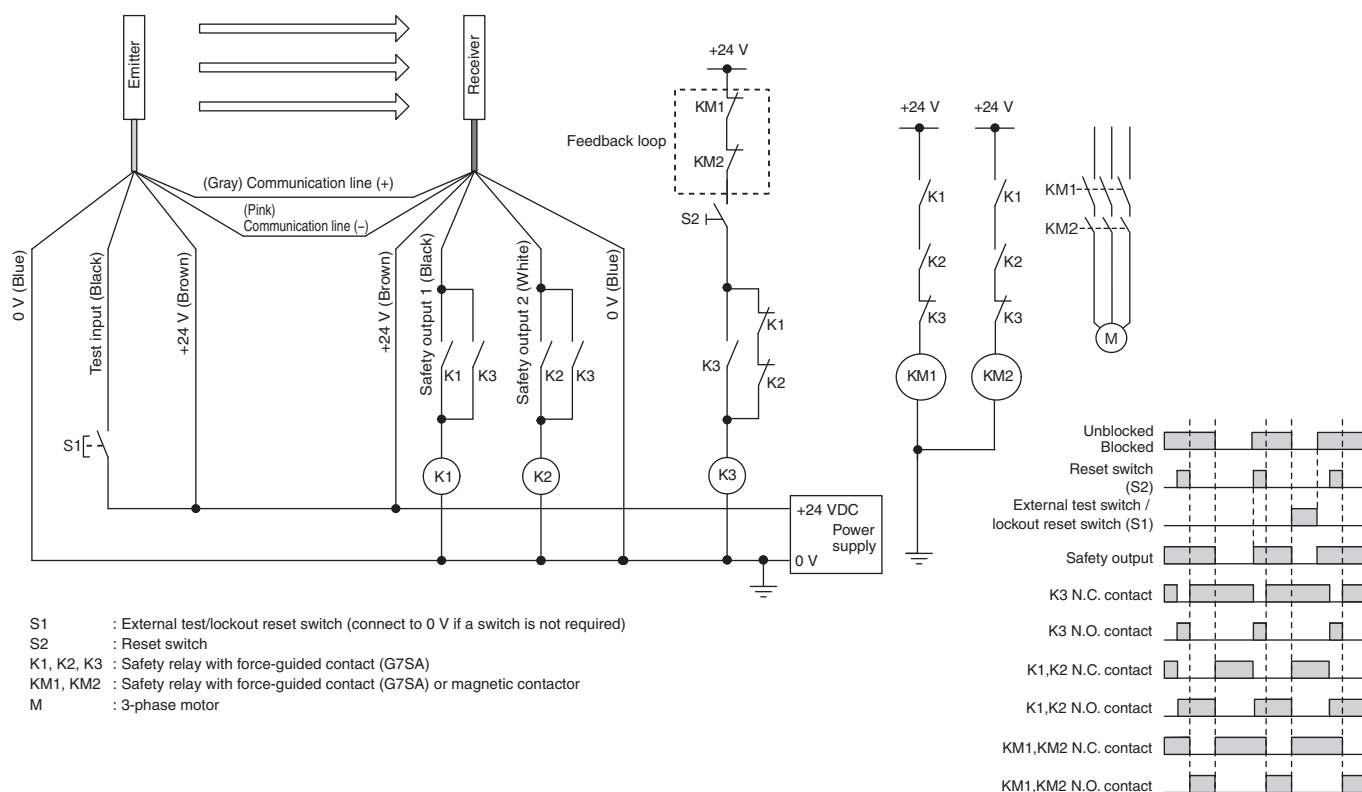 Emitter
Receiver
(Gray) Communication line (+)
(Pink)
Communication line (−)
0 V (Blue)
Test input (Black)
+24 V (Brown)
+24 V (Brown)
Safety output 1 (Black)
Safety output 2 (White)
0 V (Blue)
S1
K1
K3
K2
K3
K1
K2
+24 V
KM1
Feedback loop
KM2
S2
K1
K3
K2
K3
+24 VDC
Power
supply
0 V
+24 V
+24 V
K1
K1
K2
K2
K3
K3
KM1
KM2
KM1
KM2
M
S1 : External test/lockout reset switch (connect to 0 V if a switch is not required)
S2 : Reset switch
K1, K2, K3 : Safety relay with force-guided contact (G7SA)
KM1, KM2 : Safety relay with force-guided contact (G7SA) or magnetic contactor
M : 3-phase motor
Unblocked
Blocked
Reset switch
(S2)
External test switch /
lockout reset switch (S1)
Safety output
K3 N.C. contact
K3 N.O. contact
K1,K2 N.C. contact
K1,K2 N.O. contact
KM1,KM2 N.C. contact
KM1,KM2 N.O. contact